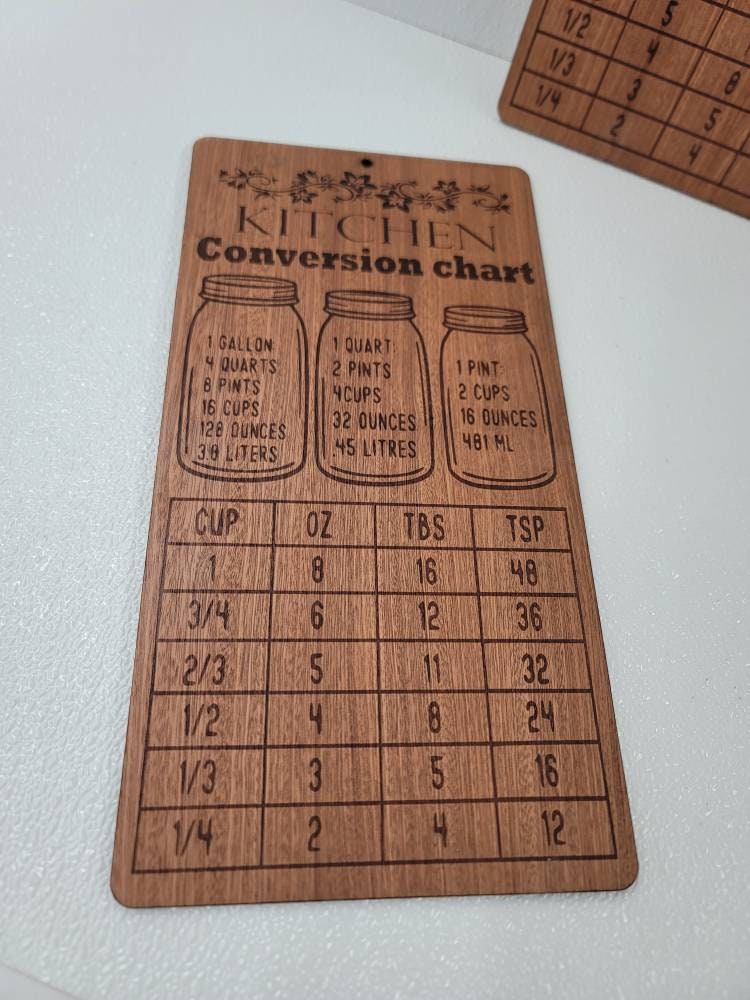 KITCHEN
Conversion chart
1 GALLON:
4 QUARTS
8 PINTS
16 CUPS
128 OUNCES
3.8 LITERS
1 QUART:
2 PINTS
4CUPS
32 OUNCES
.45 LITRES
1 PINT:
2 CUPS
16 OUNCES
481 ML
CUP OZ TBS TSP
1 8 16 48
3/4 6 12 36
2/3 5 11 32
1/2 4 8 24
1/3 3 5 16
1/4 2 4 12
5
1/2 4
1/3 3 8
1/4 2 5
4